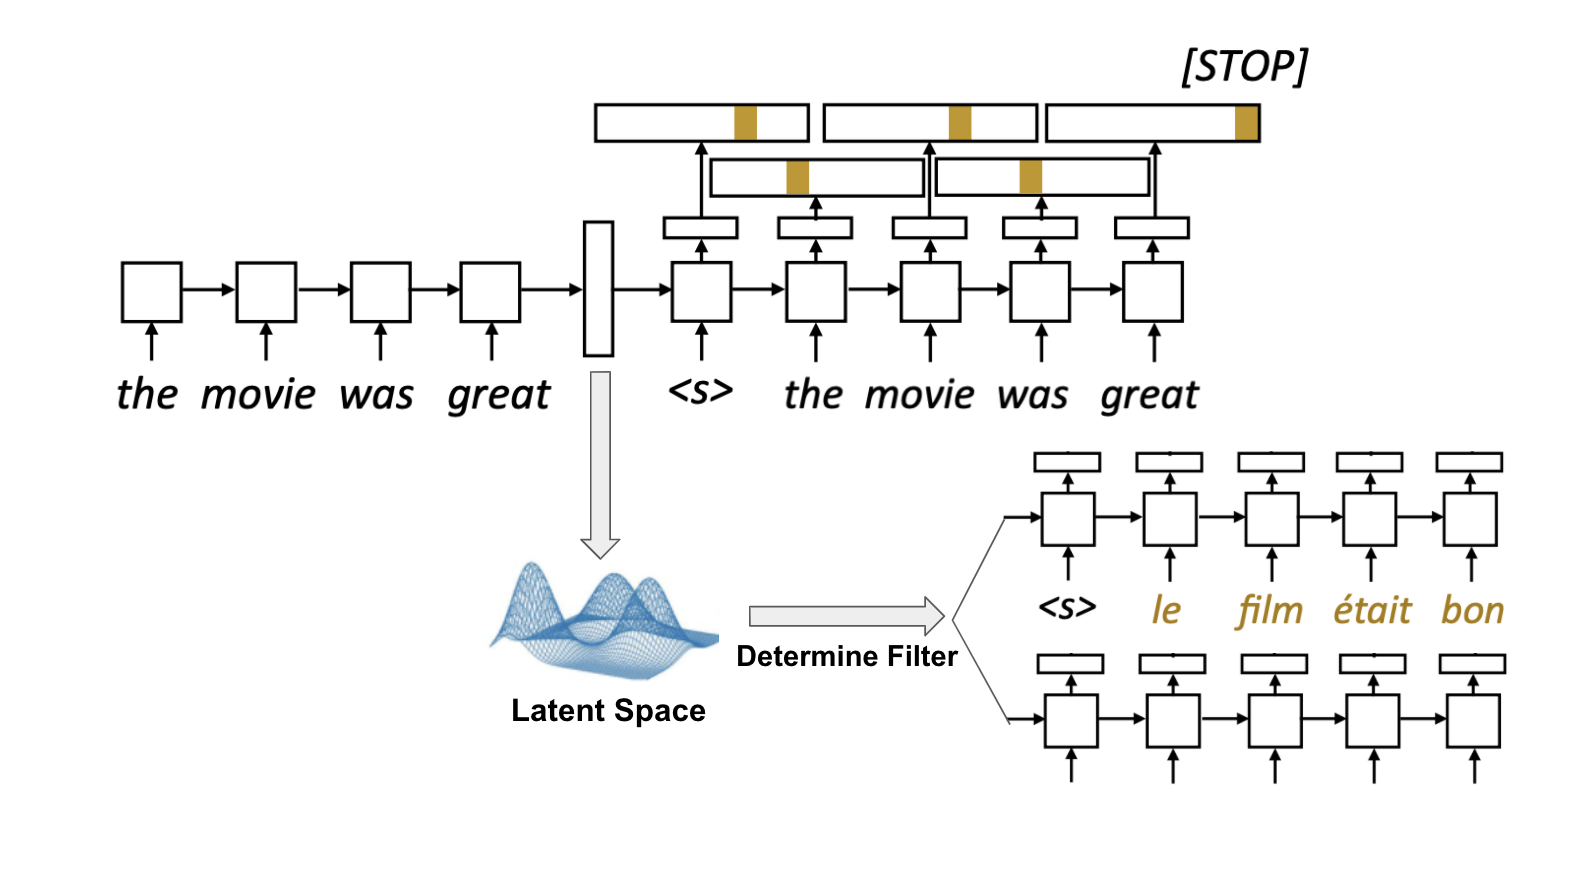 [STOP]
the movie was great <s> the movie was great
<s> le film était bon
Determine Filter
Latent Space